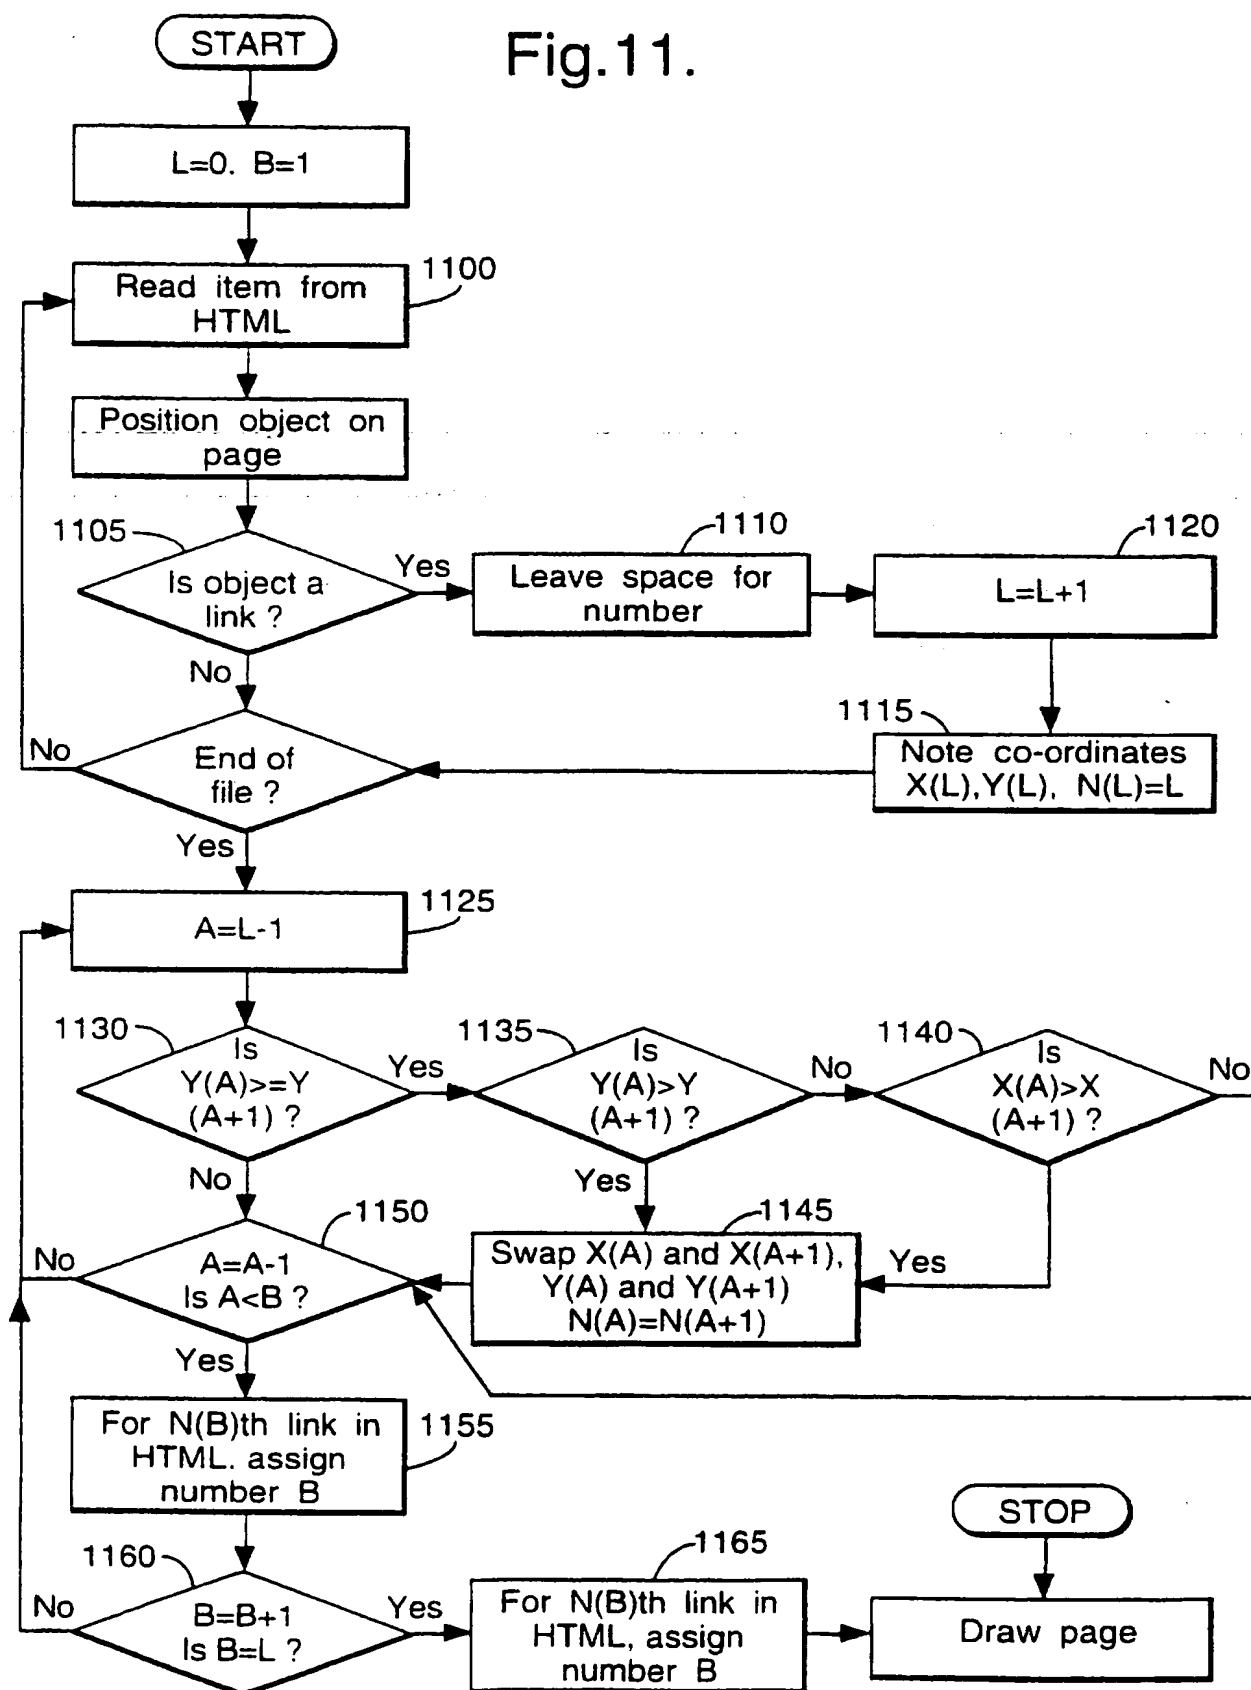 START
Fig.11.
L=0. B=1
1100
Read item from
HTML
Position object on
page
1105
Is object a
link ?
Yes
No
1110
Leave space for
number
1120
L=L+1
1115
Note co-ordinates
X(L),Y(L), N(L)=L
No
End of
file ?
Yes
1125
A=L-1
1130
Is
Y(A)>=Y
(A+1) ?
Yes
No
1135
Is
Y(A)>Y
(A+1) ?
No
Yes
1140
Is
X(A)>X
(A+1) ?
No
Yes
1145
Swap X(A) and X(A+1),
Y(A) and Y(A+1)
N(A)=N(A+1)
1150
No
A=A-1
Is A<B ?
Yes
1155
For N(B)th link in
HTML. assign
number B
1160
No
B=B+1
Is B=L ?
Yes
1165
For N(B)th link in
HTML, assign
number B
STOP
Draw page